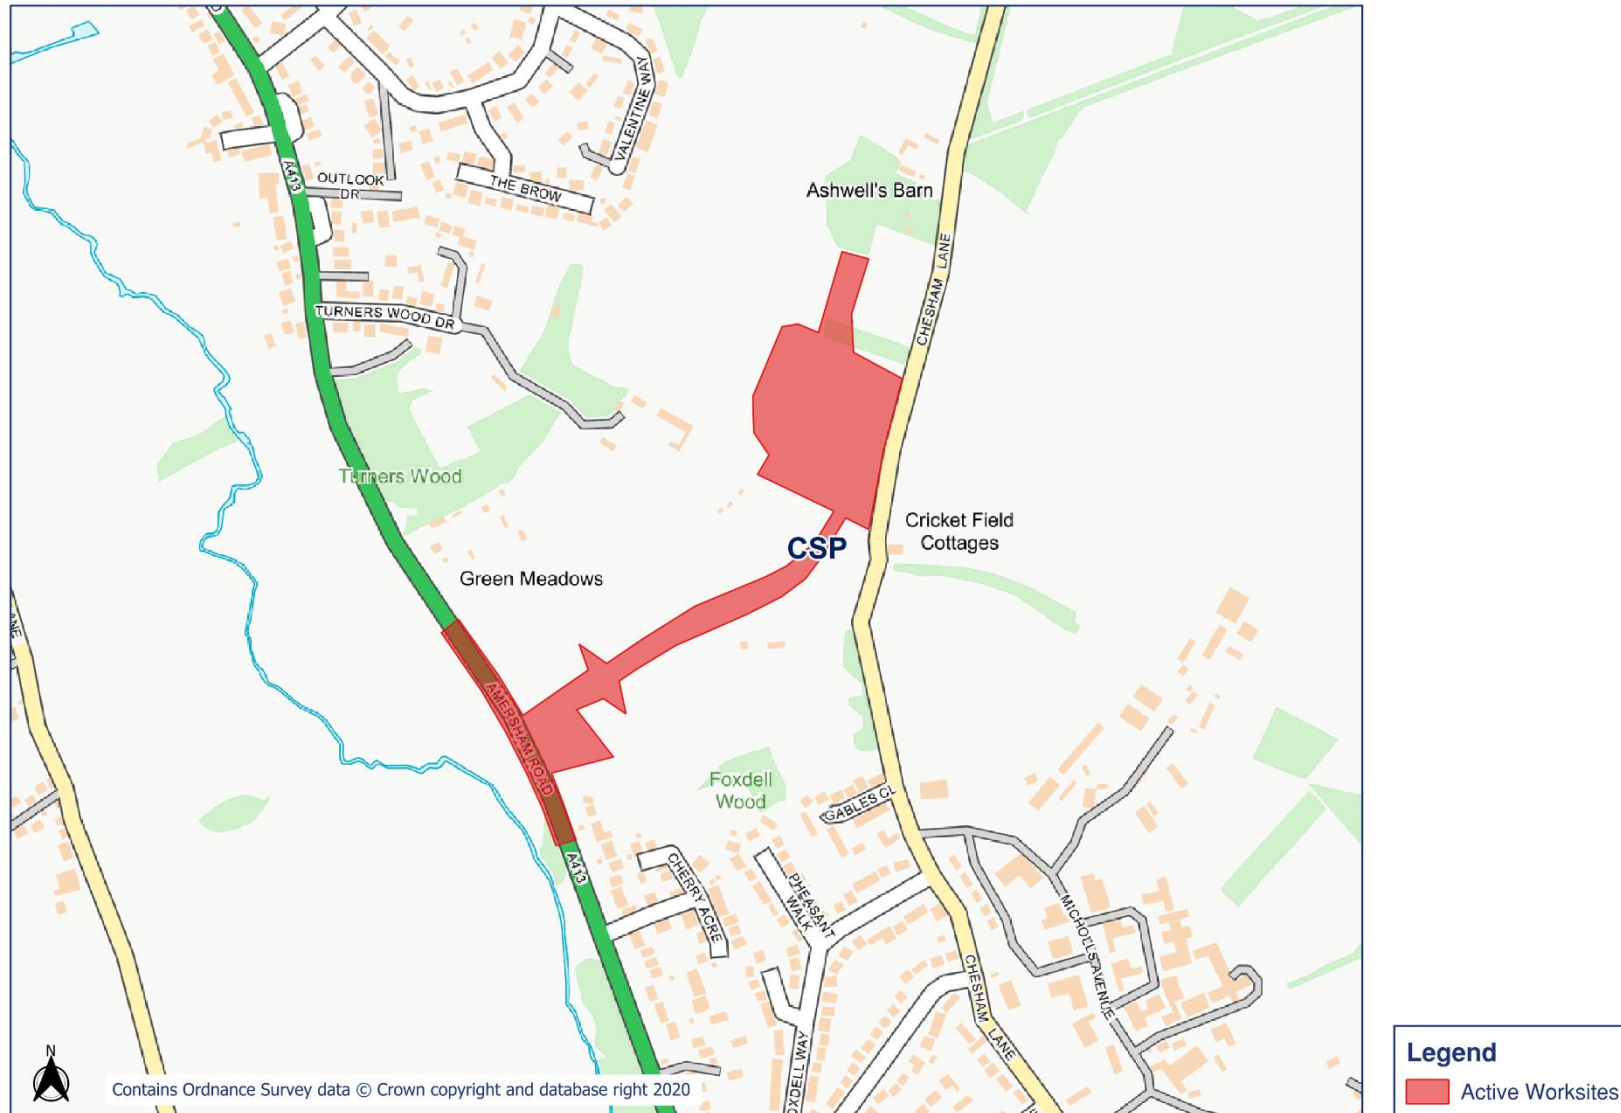 VALENTINE WAY
A413
OUTLOOK
DR
THE BROW
Ashwell's Barn
CHESHAM LANE
TURNERS WOOD DR
Turners Wood
Cricket Field
Cottages
CSP
Green Meadows
ANE
AMERSHAM ROAD
Foxdell
Wood
GABLES CL
A413
CHERRY ACRE
PHEASANT
WALK
MICHOLLS AVENUE
CHESHAM LANE
OXDELL WAY
N
Contains Ordnance Survey data © Crown copyright and database right 2020
Legend
Active Worksites